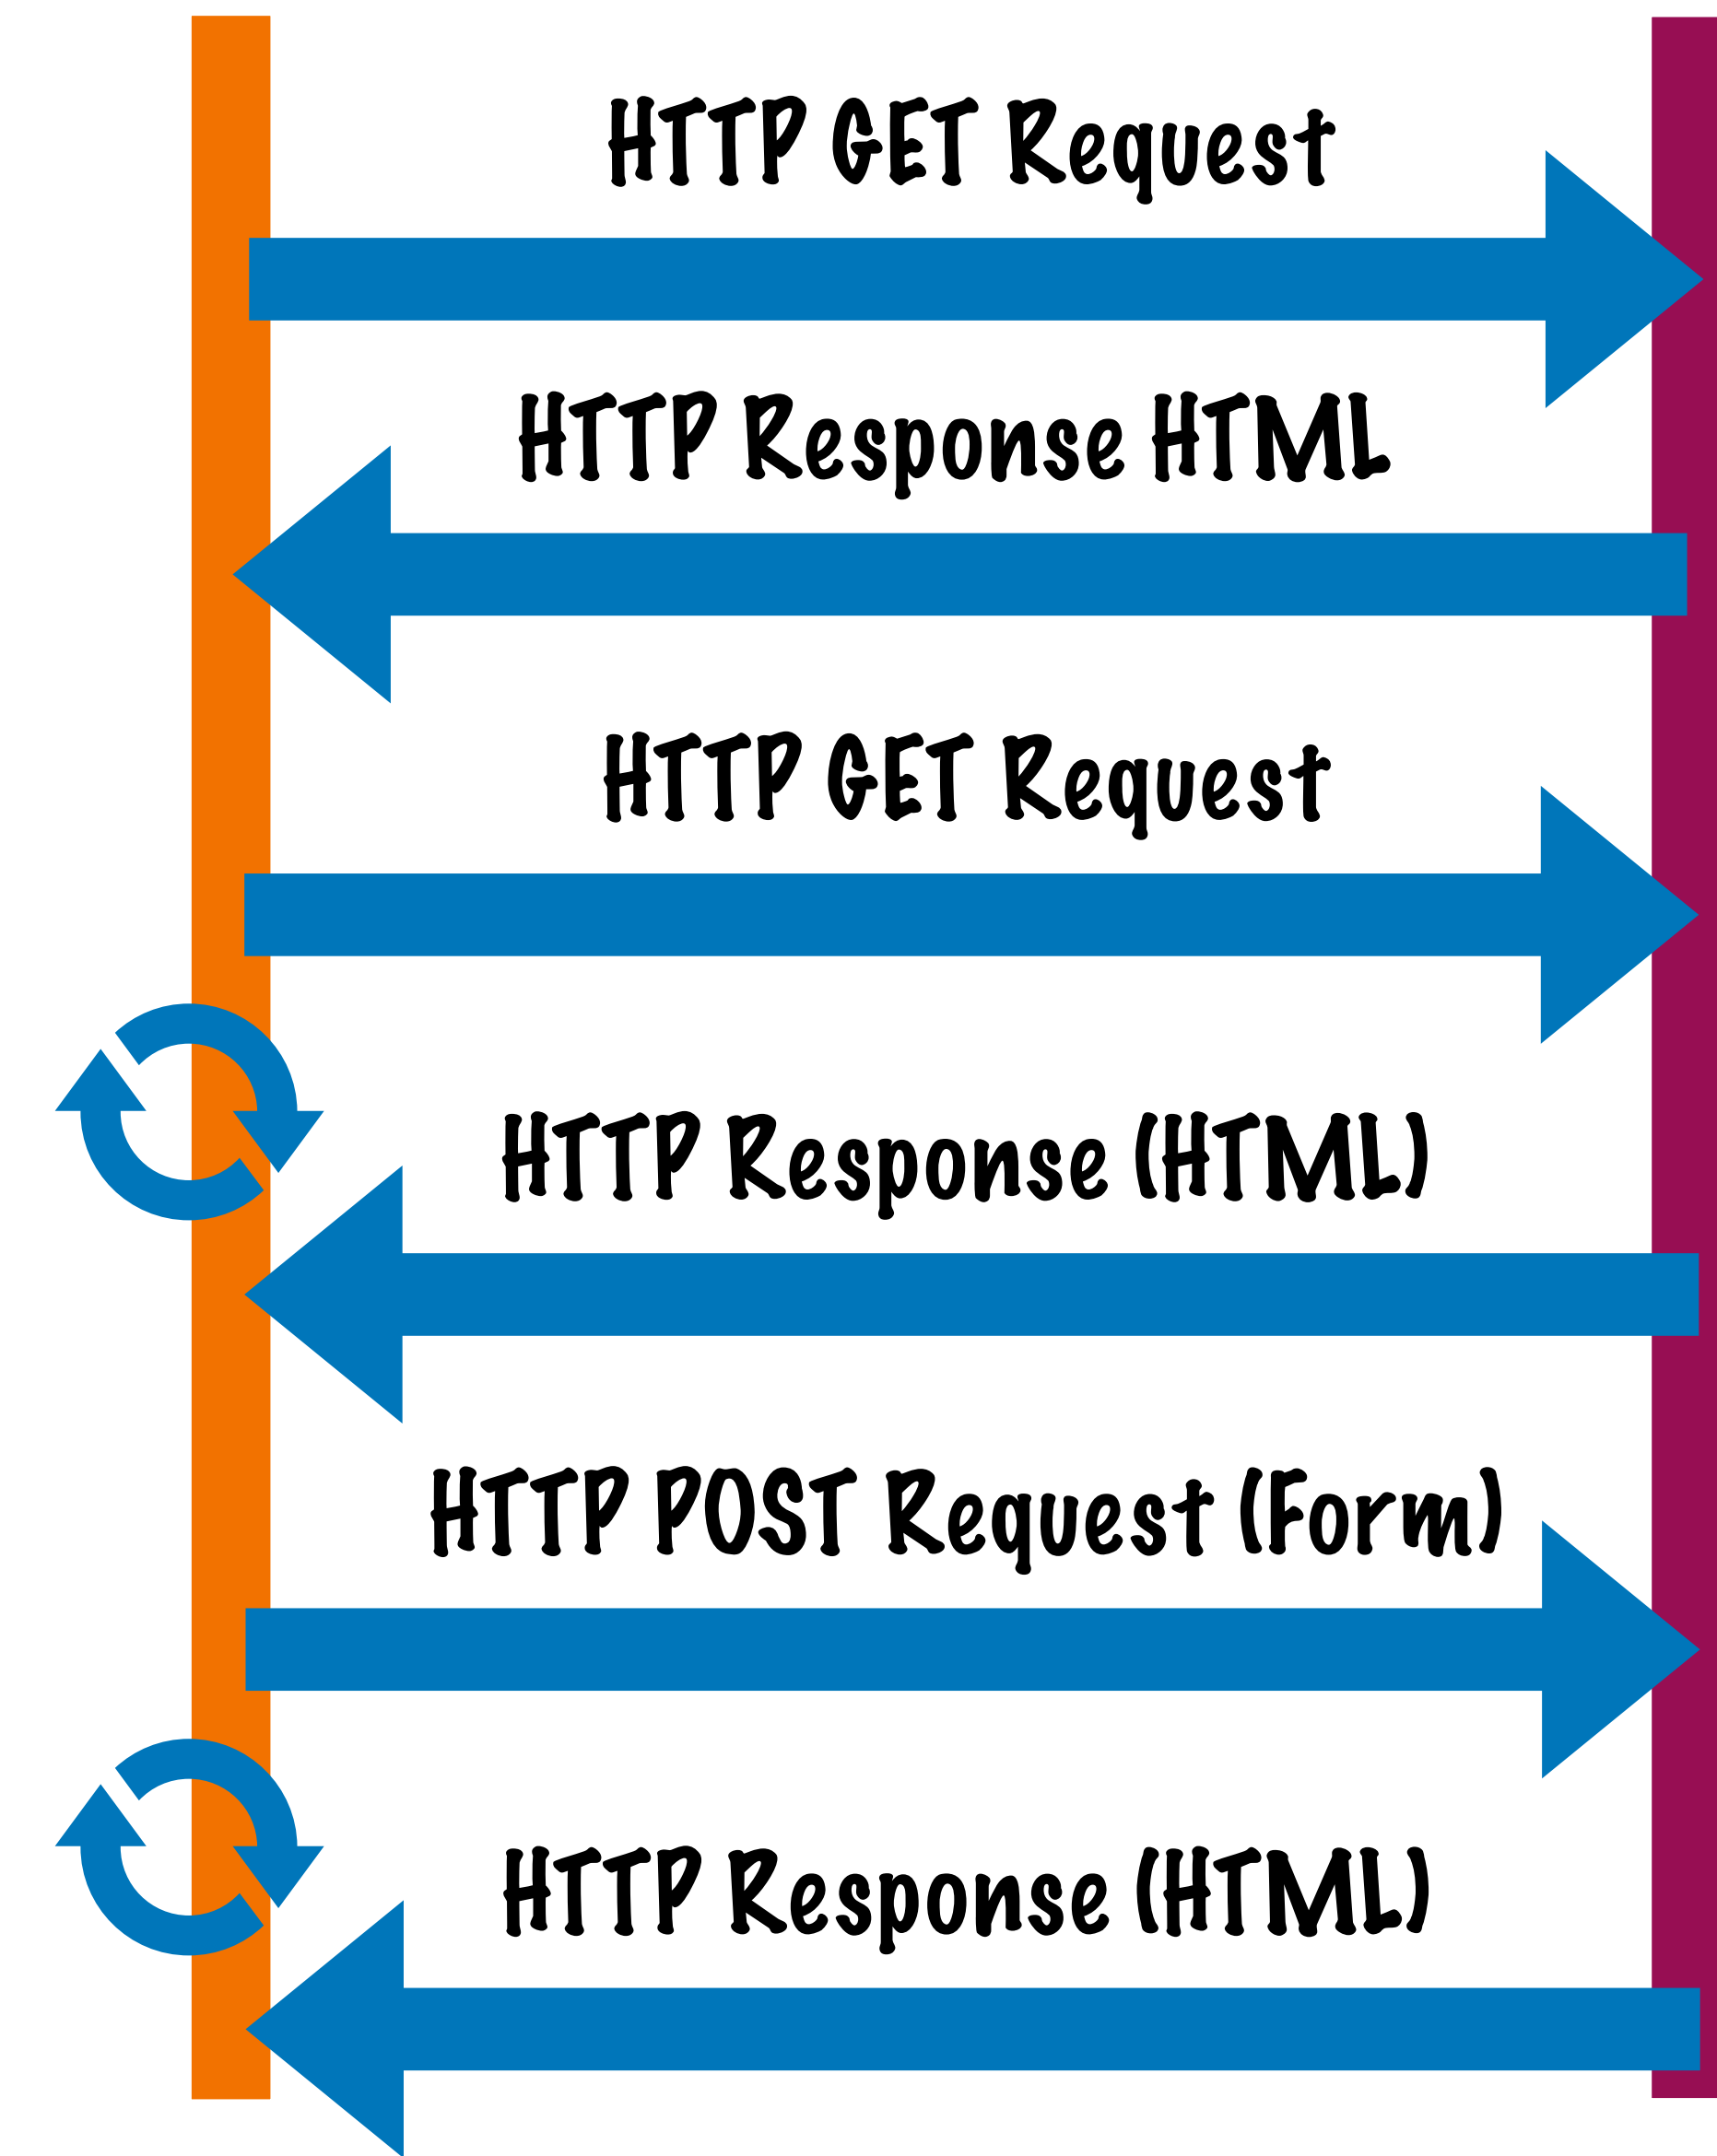 HTTP GET Request
HTTP Response HTML
HTTP GET Request
HTTP Response (HTML)
HTTP POST Request (Form)
HTTP Response (HTML)